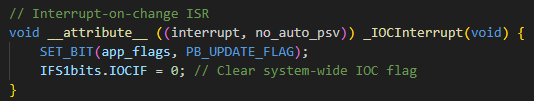 // Interrupt-on-change ISR
void __attribute__ ((interrupt, no_auto_psv)) _IOCInterrupt(void) {
    SET_BIT(app_flags, PB_UPDATE_FLAG);
    IFS1bits.IOCIF = 0; // Clear system-wide IOC flag
}